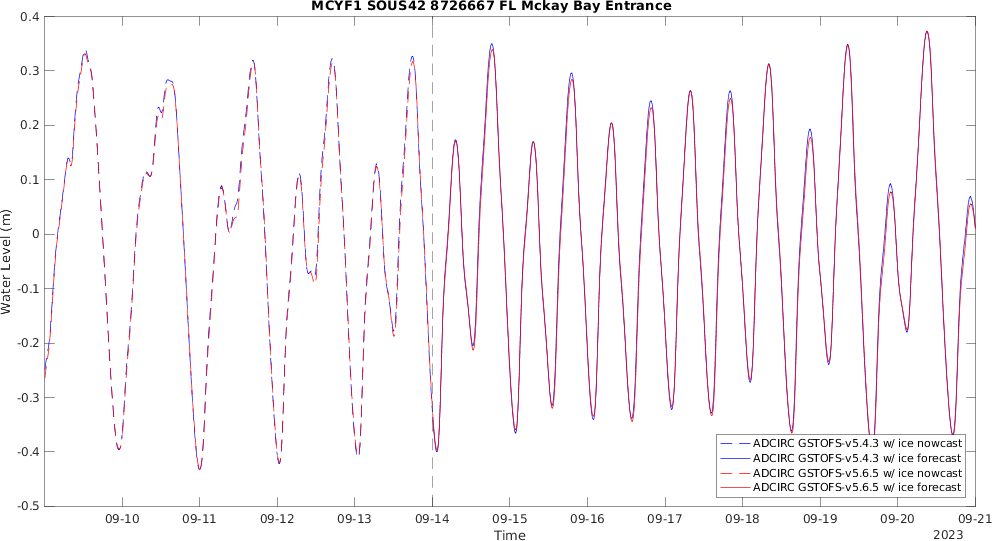 MCYF1 SOUS42 8726667 FL Mckay Bay Entrance
0.4
0.3
0.2
0.1
0
-0.1
-0.2
-0.3
-0.4
-0.5
Water Level (m)
ADCIRC GSTOFS-v5.4.3 w/ ice nowcast
ADCIRC GSTOFS-v5.4.3 w/ ice forecast
ADCIRC GSTOFS-v5.6.5 w/ ice nowcast
ADCIRC GSTOFS-v5.6.5 w/ ice forecast
09-10 09-11 09-12 09-13 09-14 09-15 09-16 09-17 09-18 09-19 09-20 09-21
Time
2023